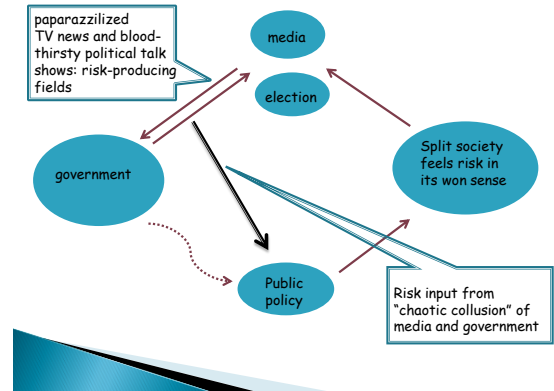 paparazzilized
TV news and blood-
thirsty political talk
shows: risk-producing
fields
media
election
government
Split society
feels risk in
its won sense
Public
policy
Risk input from
“chaotic collusion” of
media and government